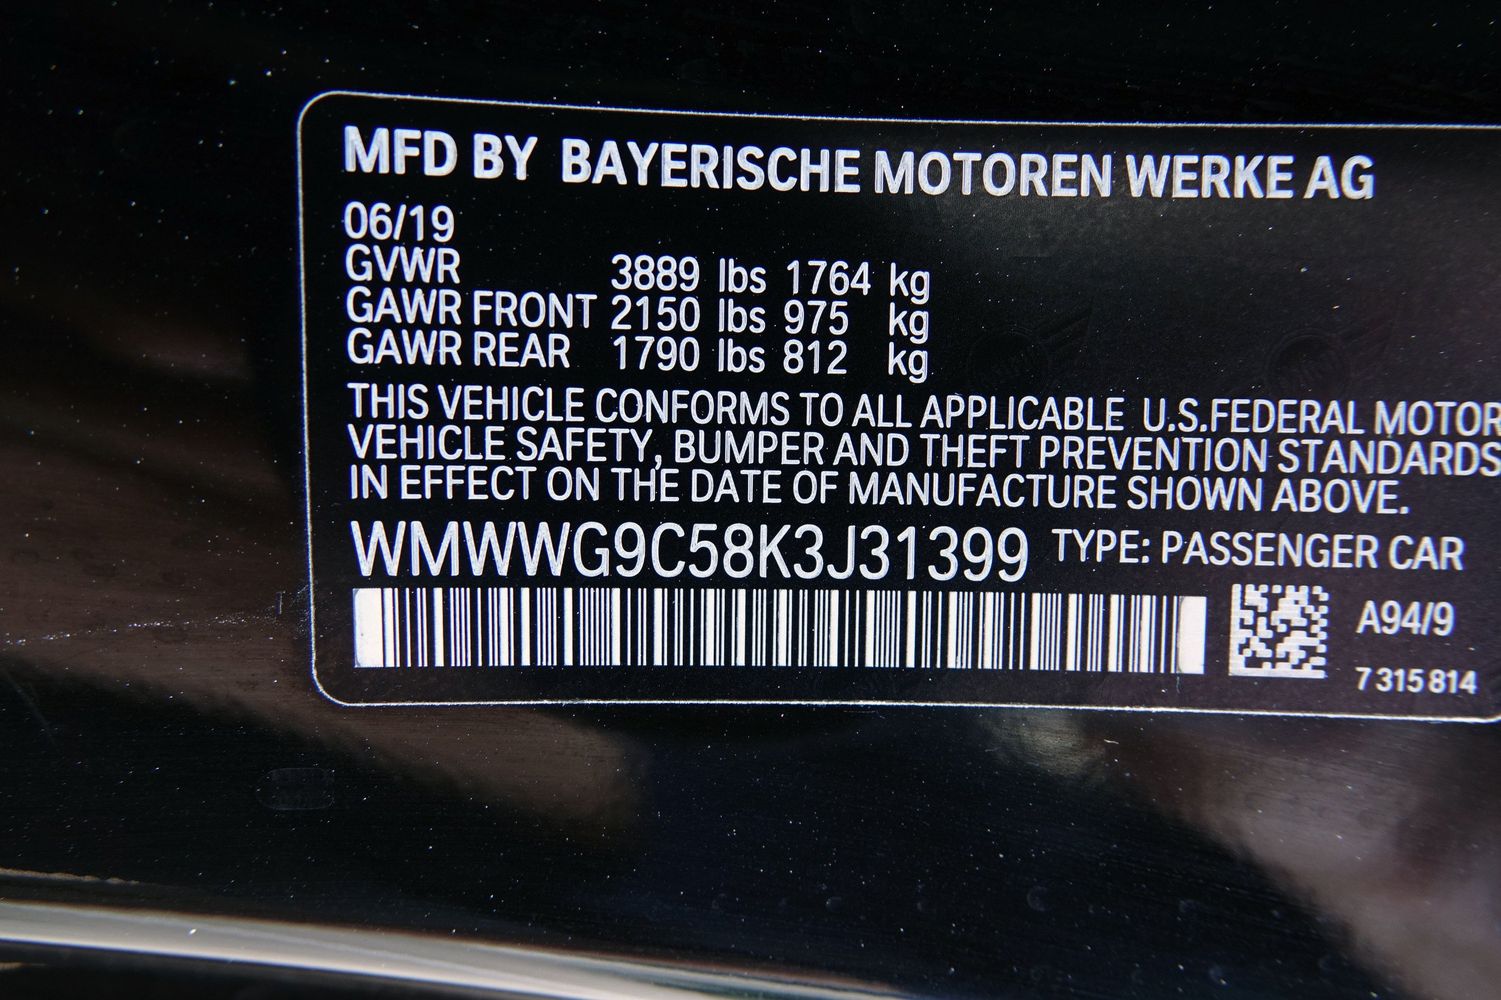 MFD BY BAYERISCHE MOTOREN WERKE AG
06/19
GVWR 3889 lbs 1764 kg
GAWR FRONT 2150 lbs 975 kg
GAWR REAR 1790 lbs 812 kg
THIS VEHICLE CONFORMS TO ALL APPLICABLE U.S.FEDERAL MOTOR
VEHICLE SAFETY, BUMPER AND THEFT PREVENTION STANDARDS
IN EFFECT ON THE DATE OF MANUFACTURE SHOWN ABOVE.
WMWWG9C58K3J31399 TYPE: PASSENGER CAR
A94/9
7 315 814